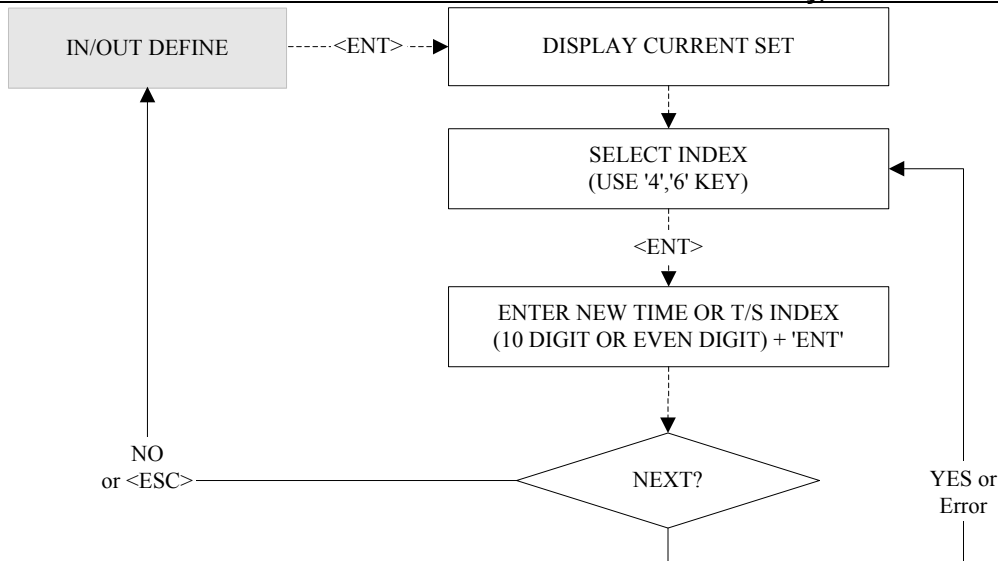 IN/OUT DEFINE
<ENT>
DISPLAY CURRENT SET
SELECT INDEX
(USE '4','6' KEY)
<ENT>
ENTER NEW TIME OR T/S INDEX
(10 DIGIT OR EVEN DIGIT) + 'ENT'
NEXT?
NO
or <ESC>
YES or
Error